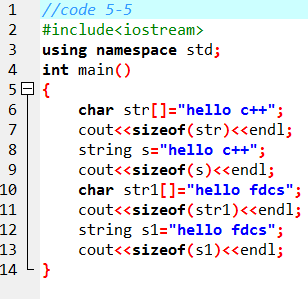 1 //code 5-5
2 #include<iostream>
3 using namespace std;
4 int main()
5 {
6 char str[]="hello c++";
7 cout<<sizeof(str)<<endl;
8 string s="hello c++";
9 cout<<sizeof(s)<<endl;
10 char str1[]="hello fdcs";
11 cout<<sizeof(str1)<<endl;
12 string s1="hello fdcs";
13 cout<<sizeof(s1)<<endl;
14 }